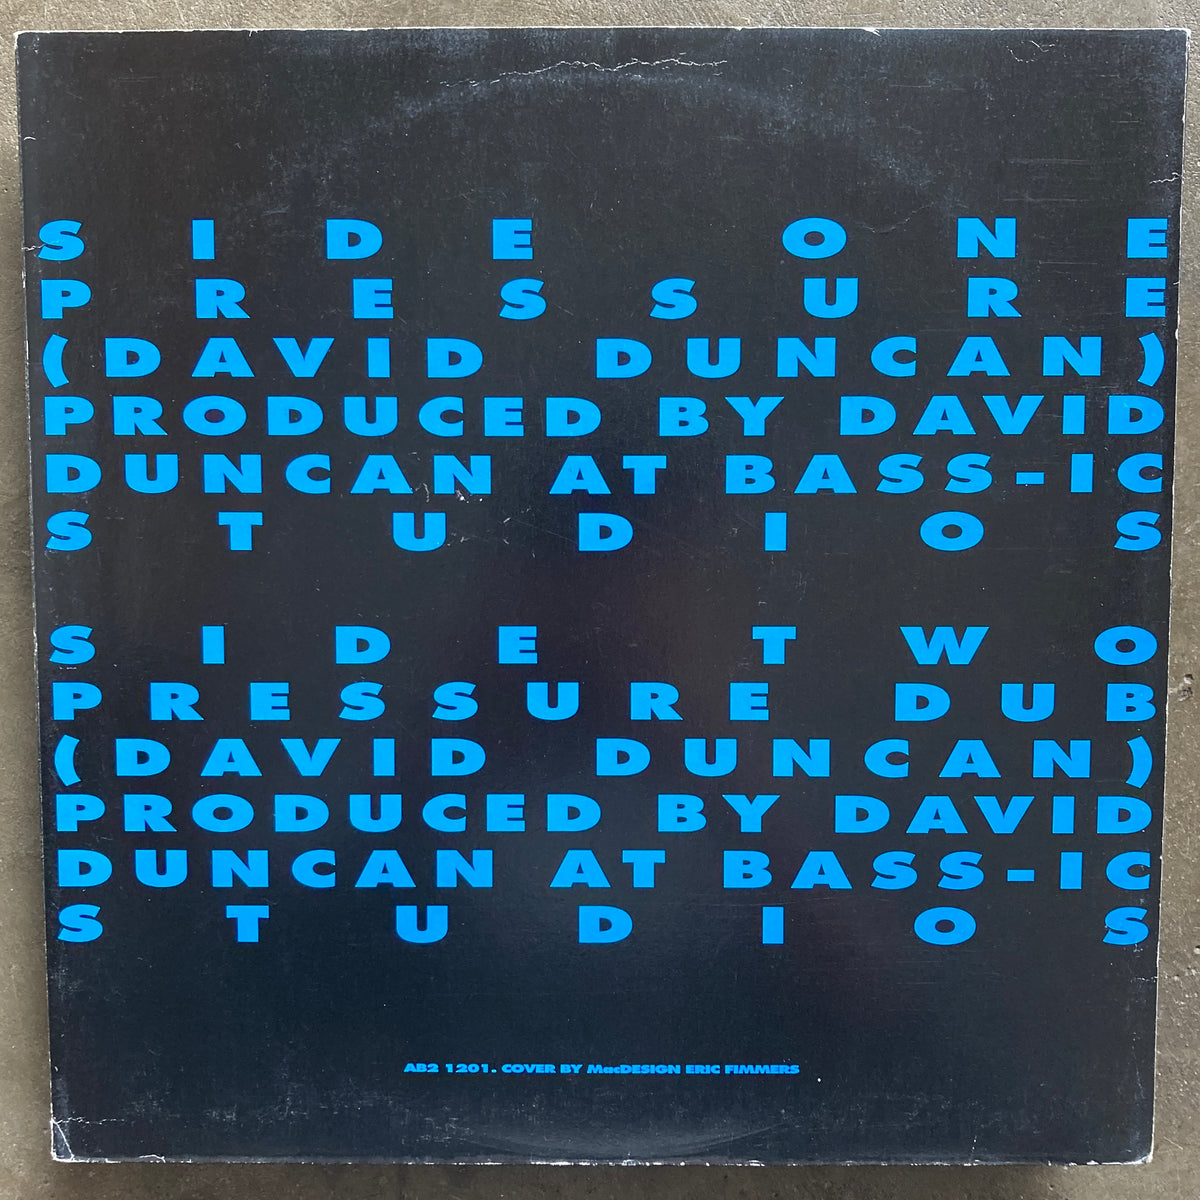 SIDE ONE
PRESSURE
(DAVID DUNCAN)
PRODUCED BY DAVID
DUNCAN AT BASS-IC
STUDIOS
SIDE TWO
PRESSURE DUB
(DAVID DUNCAN)
PRODUCED BY DAVID
DUNCAN AT BASS-IC
STUDIOS
AB2 1201. COVER BY MacDESIGN ERIC FIMMERS